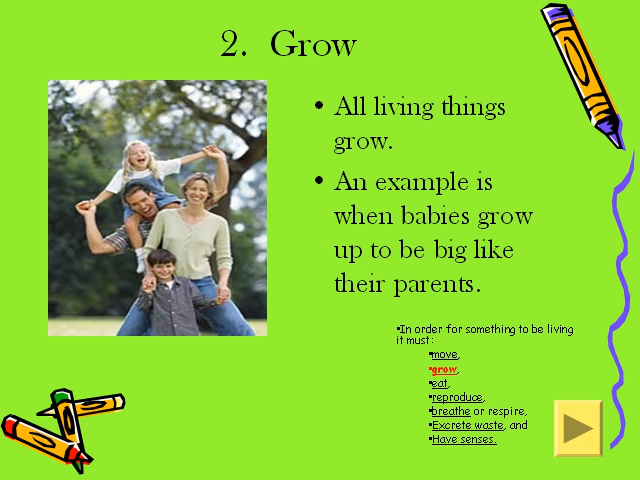 2. Grow
• All living things
grow.
• An example is
when babies grow
up to be big like
their parents.
•In order for something to be living
it must:
•move,
•grow,
•eat,
•reproduce,
•breathe or respire,
•Excrete waste, and
•Have senses.